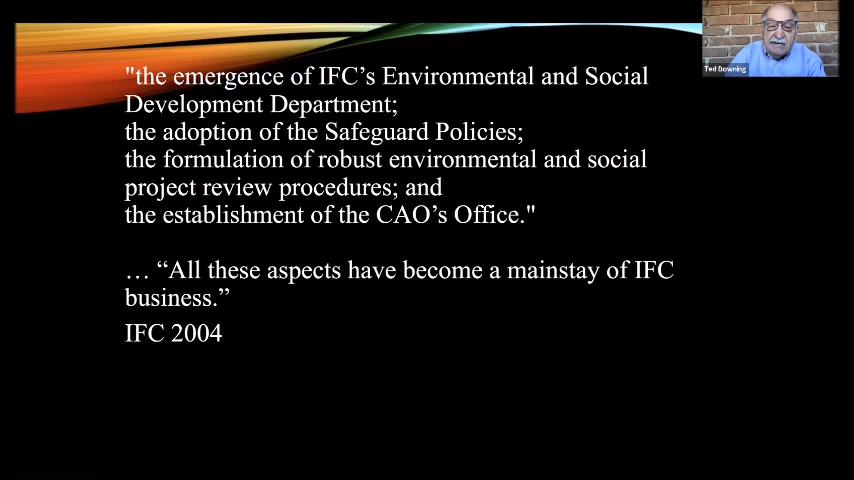 Ted Downing
"the emergence of IFC's Environmental and Social
Development Department;
the adoption of the Safeguard Policies;
the formulation of robust environmental and social
project review procedures; and
the establishment of the CAO's Office."
… “All these aspects have become a mainstay of IFC
business.”
IFC 2004